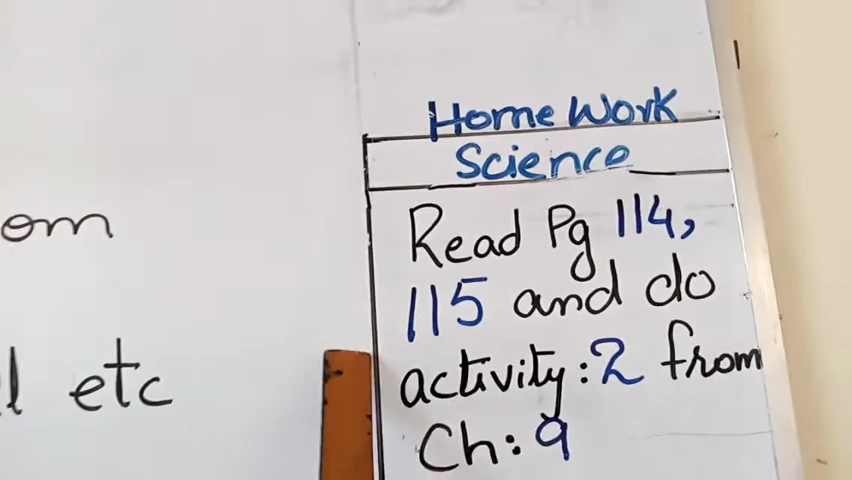 Home Work
Science
Read Pg 114,
115 and do
activity: 2 from
Ch: 9
om
etc